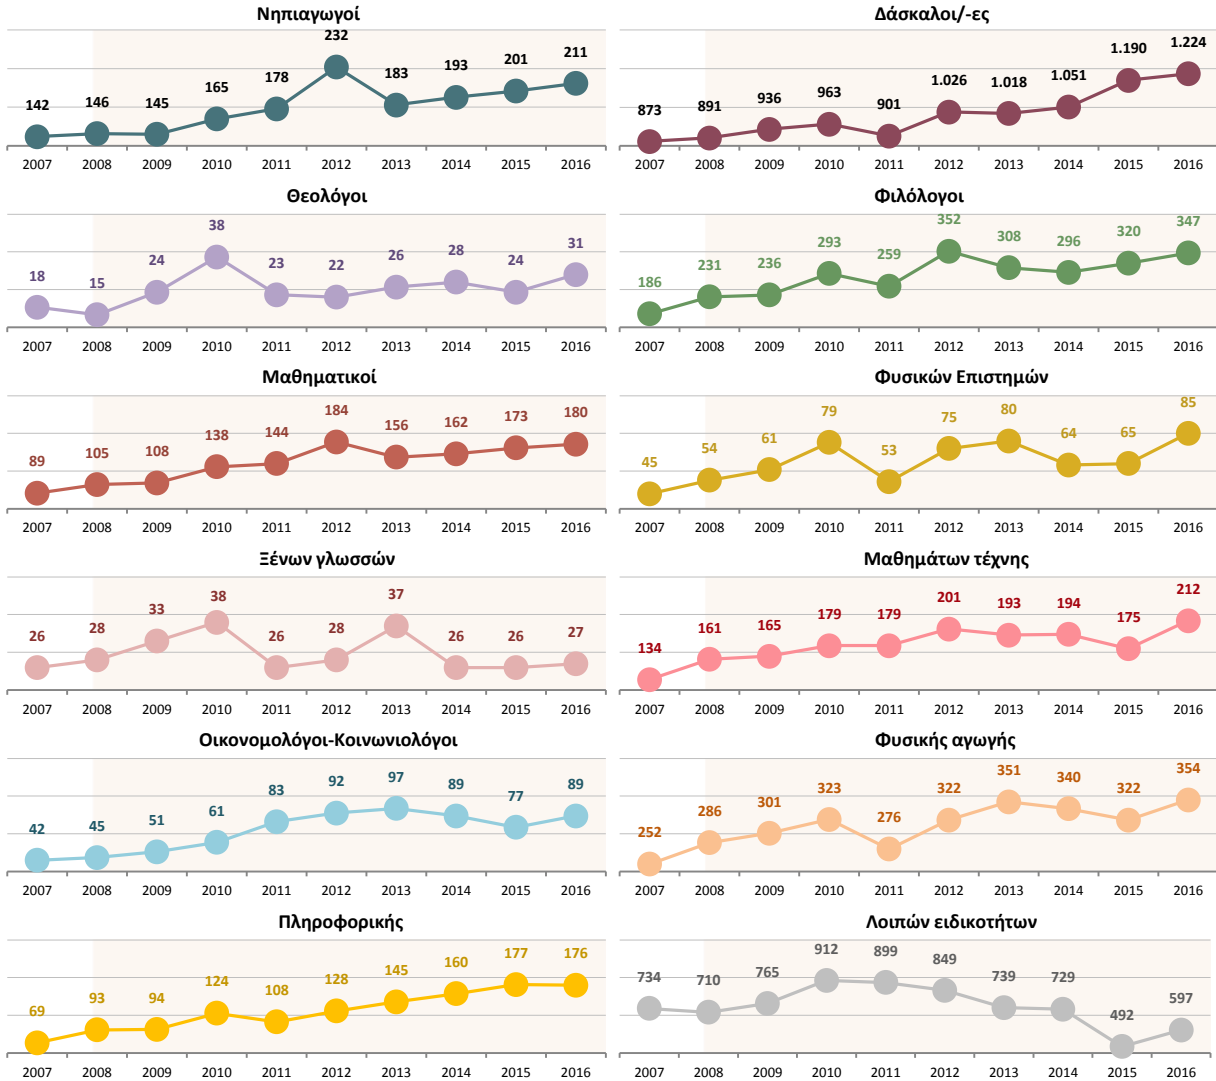 Νηπιαγωγοί
142 146 145 165 178 232 183 193 201 211
2007 2008 2009 2010 2011 2012 2013 2014 2015 2016
Δάσκαλοι/-ες
873 891 936 963 901 1.026 1.018 1.051 1.190 1.224
2007 2008 2009 2010 2011 2012 2013 2014 2015 2016
Θεολόγοι
18 15 24 38 23 22 26 28 24 31
2007 2008 2009 2010 2011 2012 2013 2014 2015 2016
Φιλόλογοι
186 231 236 293 259 352 308 296 320 347
2007 2008 2009 2010 2011 2012 2013 2014 2015 2016
Μαθηματικοί
89 105 108 138 144 184 156 162 173 180
2007 2008 2009 2010 2011 2012 2013 2014 2015 2016
Φυσικών Επιστημών
45 54 61 79 53 75 80 64 65 85
2007 2008 2009 2010 2011 2012 2013 2014 2015 2016
Ξένων γλωσσών
26 28 33 38 26 28 37 26 26 27
2007 2008 2009 2010 2011 2012 2013 2014 2015 2016
Μαθημάτων τέχνης
134 161 165 179 179 201 193 194 175 212
2007 2008 2009 2010 2011 2012 2013 2014 2015 2016
Οικονομολόγοι-Κοινωνιολόγοι
42 45 51 61 83 92 97 89 77 89
2007 2008 2009 2010 2011 2012 2013 2014 2015 2016
Φυσικής αγωγής
252 286 301 323 276 322 351 340 322 354
2007 2008 2009 2010 2011 2012 2013 2014 2015 2016
Πληροφορικής
69 93 94 124 108 128 145 160 177 176
2007 2008 2009 2010 2011 2012 2013 2014 2015 2016
Λοιπών ειδικοτήτων
734 710 765 912 899 849 739 729 492 597
2007 2008 2009 2010 2011 2012 2013 2014 2015 2016